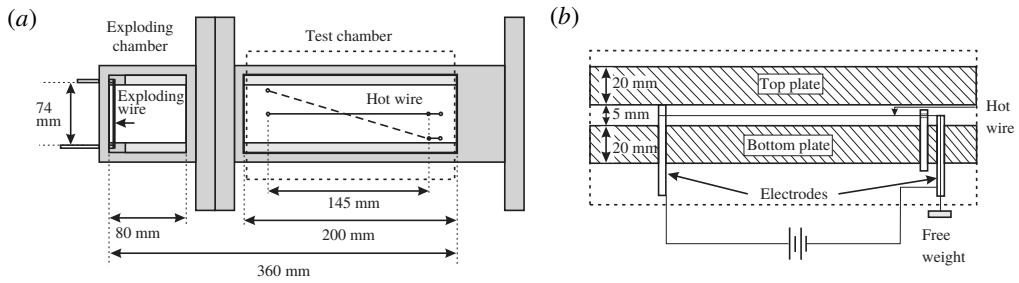 (a)
Exploding
chamber
Test chamber
74
mm
Exploding
wire
Hot wire
145 mm
80 mm
200 mm
360 mm
(b)
20 mm
Top plate
5 mm
Hot
wire
20 mm
Bottom plate
Electrodes
Free
weight